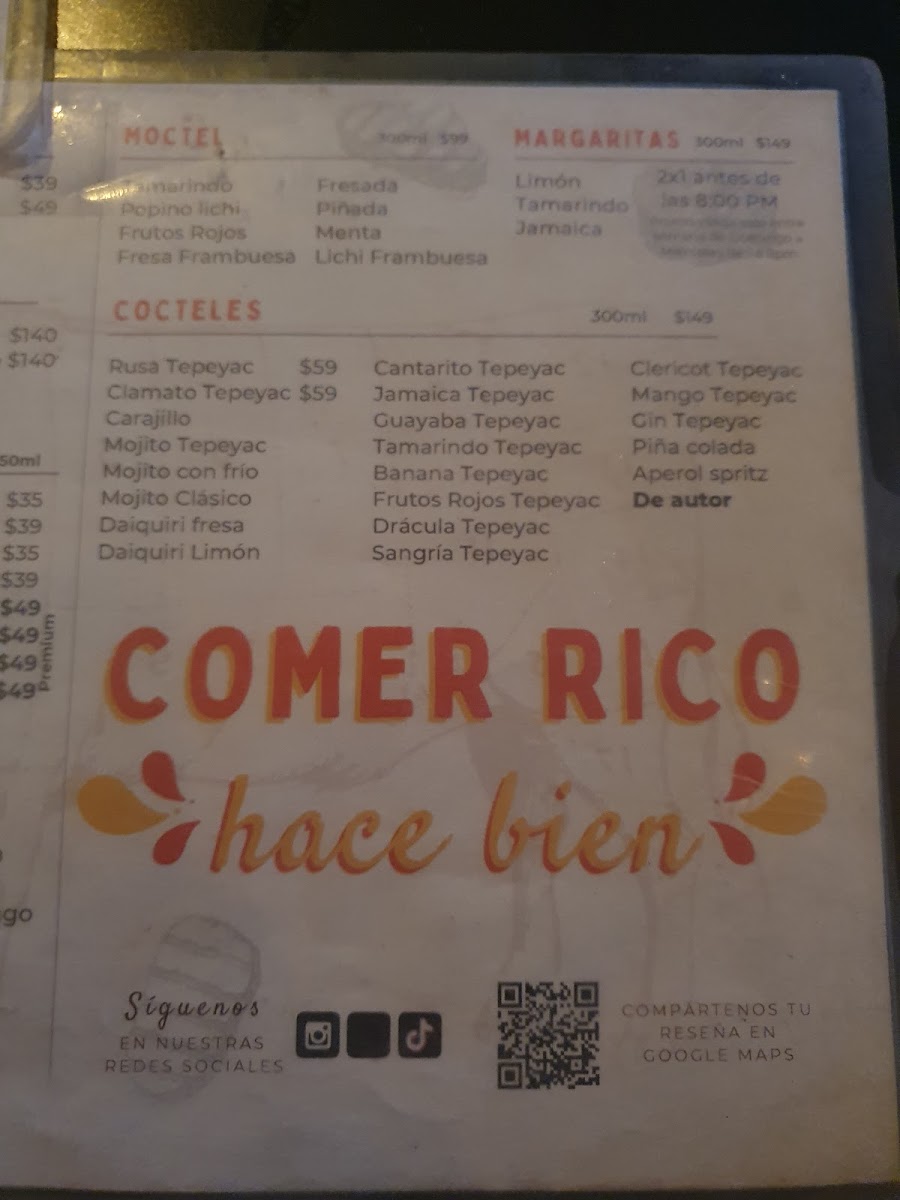 $39
$49
$140
$140
50ml
$35
$39
$35
$39
$49
$49
$49
$49
Premium
go
MOCTEL 300ml $99
Tamarindo
Pepino lichi
Frutos Rojos
Fresa Frambuesa
Fresada
Piñada
Menta
Lichi Frambuesa
MARGARITAS 300ml $149
Limón
Tamarindo
Jamaica
2x1 antes de
las 8:00 PM
COCTELES 300ml $149
Rusa Tepeyac $59
Clamato Tepeyac $59
Carajillo
Mojito Tepeyac
Mojito con frío
Mojito Clásico
Daiquiri fresa
Daiquiri Limón
Cantarito Tepeyac
Jamaica Tepeyac
Guayaba Tepeyac
Tamarindo Tepeyac
Banana Tepeyac
Frutos Rojos Tepeyac
Drácula Tepeyac
Sangría Tepeyac
Clericot Tepeyac
Mango Tepeyac
Gin Tepeyac
Piña colada
Aperol spritz
De autor
COMER RICO
hace bien
Síguenos
EN NUESTRAS
REDES SOCIALES
COMPÁRTENOS TU
RESEÑA EN
GOOGLE MAPS